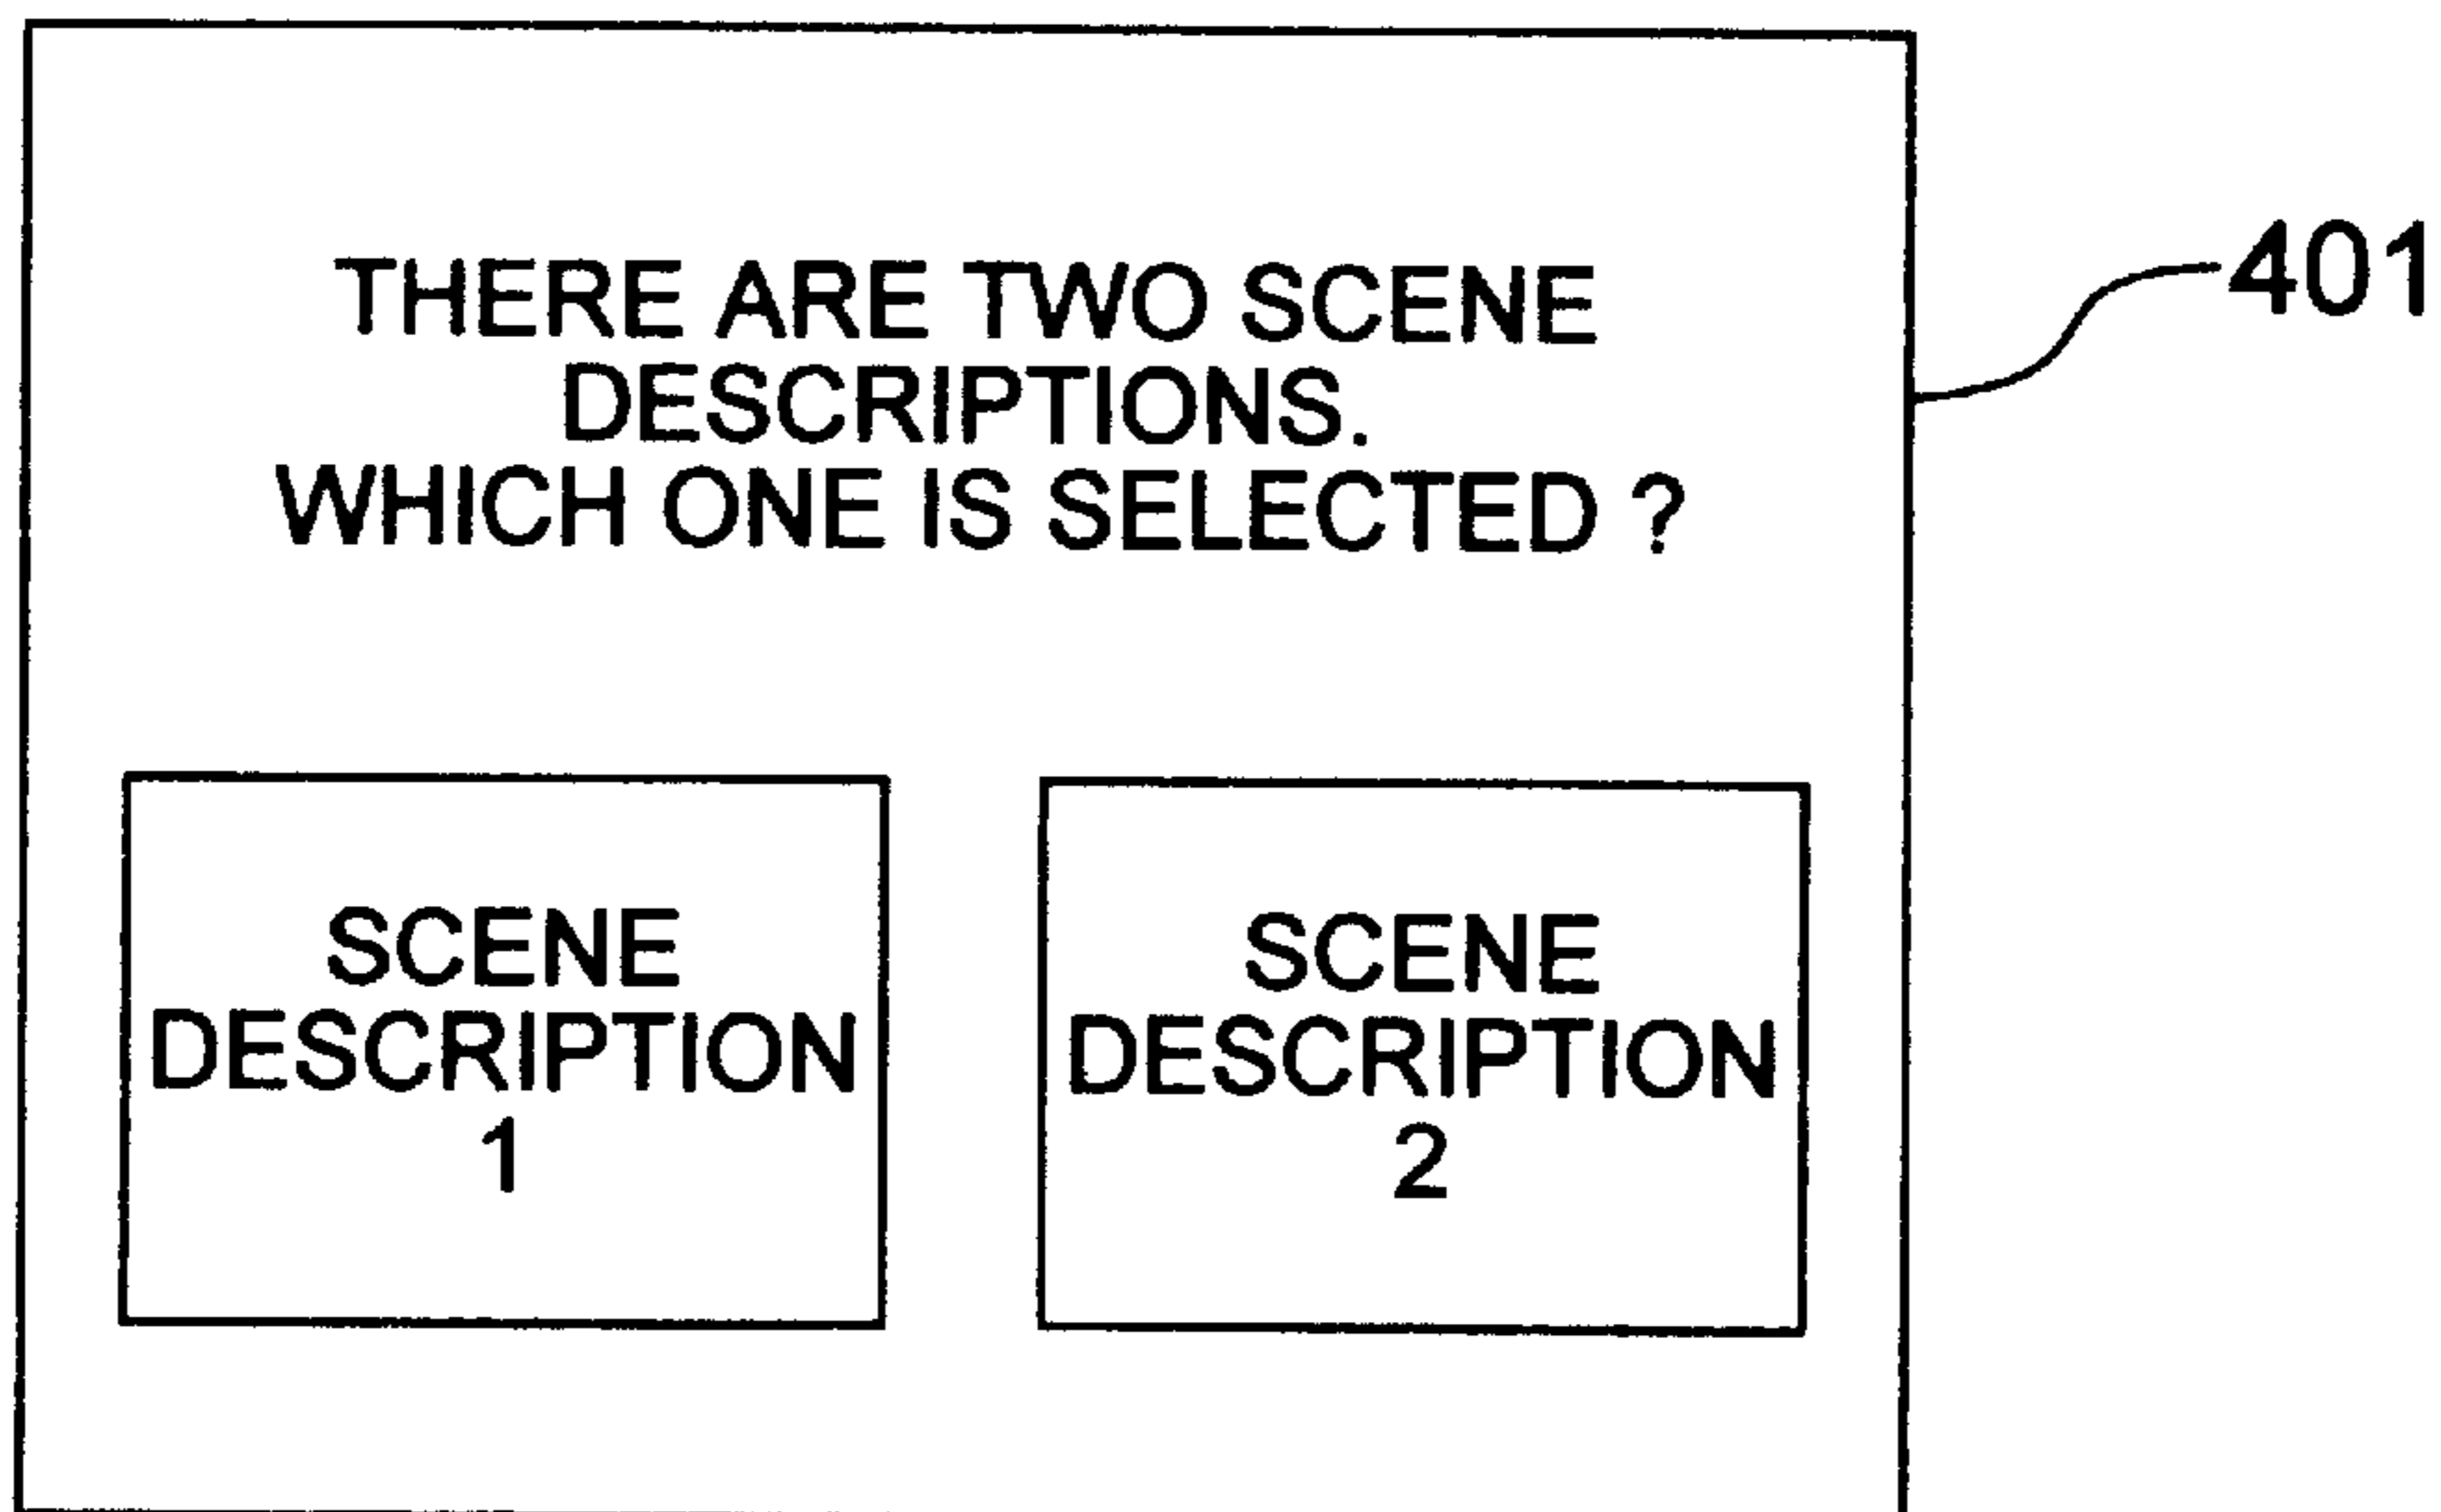 THERE ARE TWO SCENE
DESCRIPTIONS.
WHICH ONE IS SELECTED ?
401
SCENE
DESCRIPTION
1
SCENE
DESCRIPTION
2